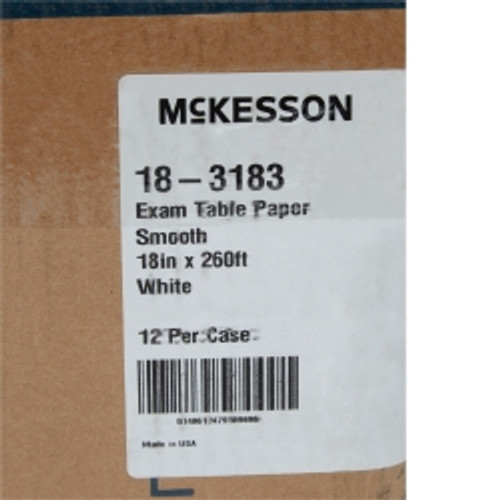 McKESSON
18-3183
Exam Table Paper
Smooth
18in x 260ft
White
12 Per Case
Made in USA